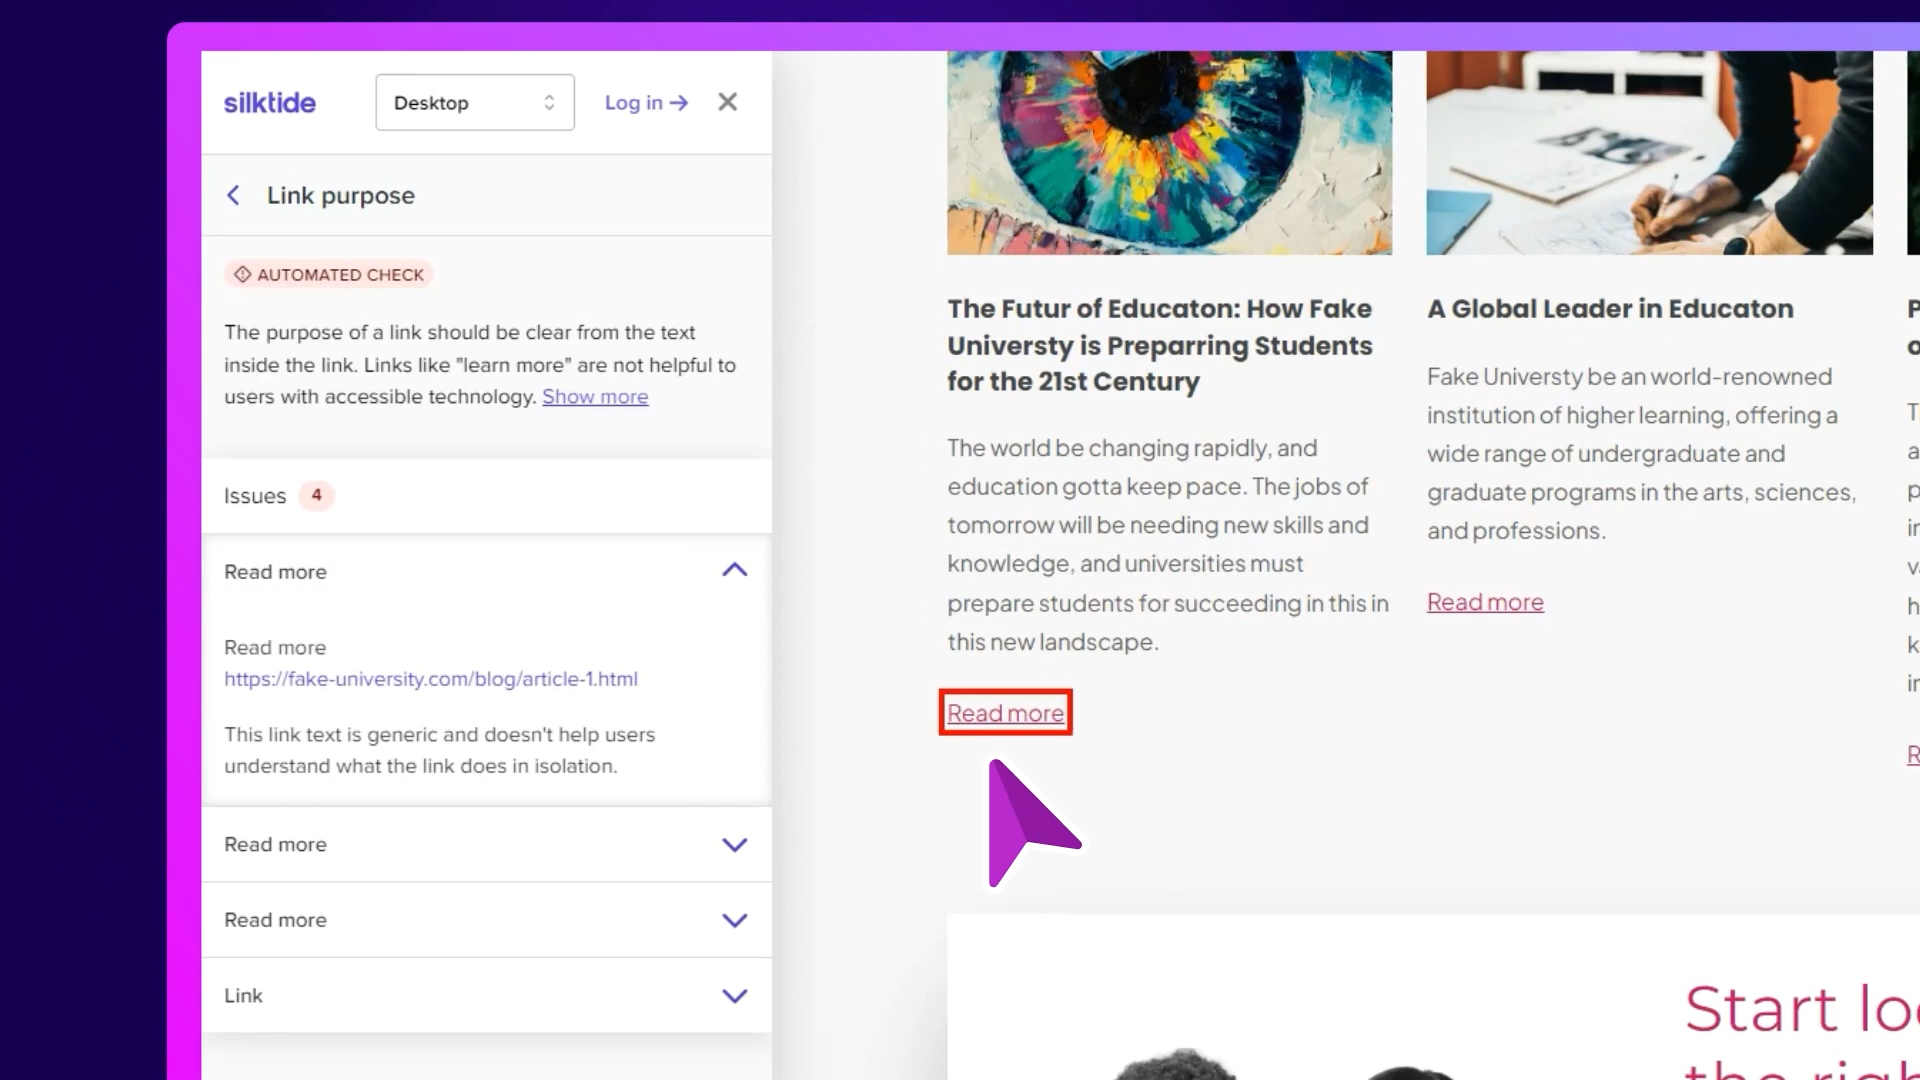 silktide
Desktop
Log in →
Link purpose
AUTOMATED CHECK
The purpose of a link should be clear from the text
inside the link. Links like "learn more" are not helpful to
users with accessible technology. Show more
Issues 4
Read more
Read more
https://fake-university.com/blog/article-1.html
This link text is generic and doesn't help users
understand what the link does in isolation.
Read more
Read more
Link
The Futur of Educaton: How Fake
Universty is Preparring Students
for the 21st Century
The world be changing rapidly, and
education gotta keep pace. The jobs of
tomorrow will be needing new skills and
knowledge, and universities must
prepare students for succeeding in this in
this new landscape.
Read more
A Global Leader in Educaton
Fake Universty be an world-renowned
institution of higher learning, offering a
wide range of undergraduate and
graduate programs in the arts, sciences,
and professions.
Read more
Start
the